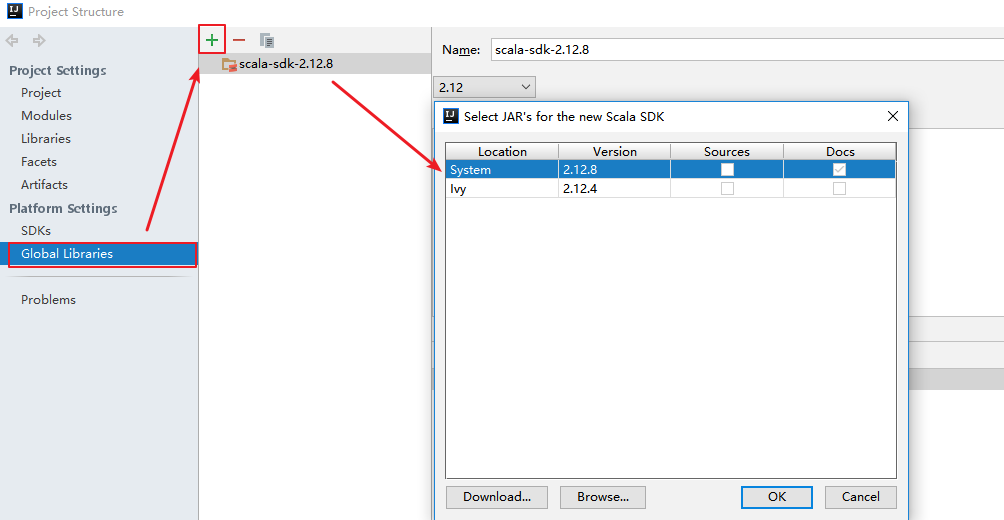 Project Structure
Project Settings
Project
Modules
Libraries
Facets
Artifacts
Platform Settings
SDKs
Global Libraries
Problems
scala-sdk-2.12.8
Name: scala-sdk-2.12.8
2.12
Select JAR's for the new Scala SDK
Location Version Sources Docs
System 2.12.8
Ivy 2.12.4
Download... Browse... OK Cancel